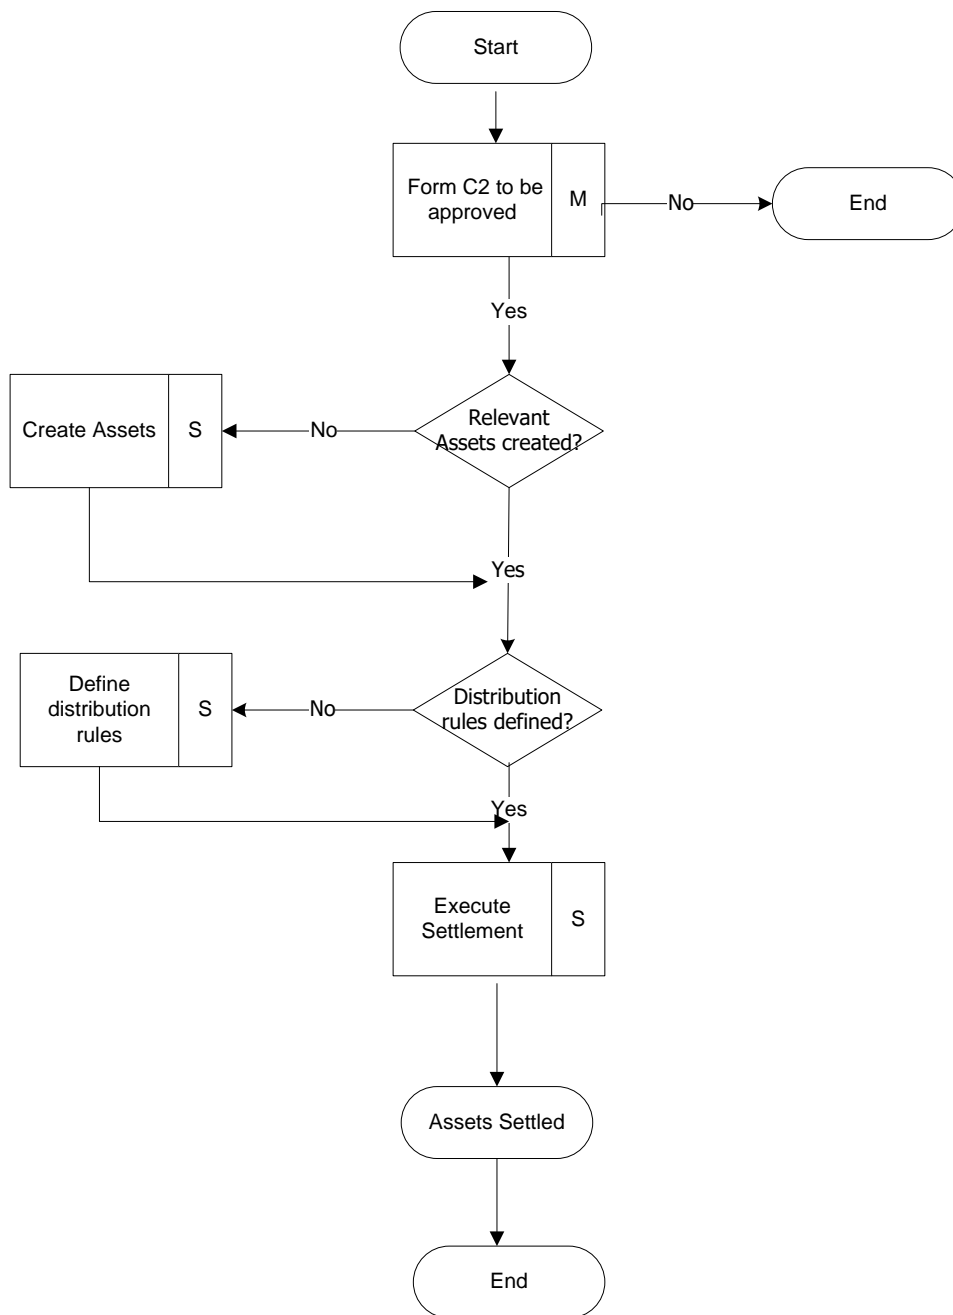 Start
Form C2 to be
approved
M
No
End
Yes
Relevant
Assets created?
No
Create Assets
S
Yes
Distribution
rules defined?
No
Define
distribution
rules
S
Yes
Execute
Settlement
S
Assets Settled
End